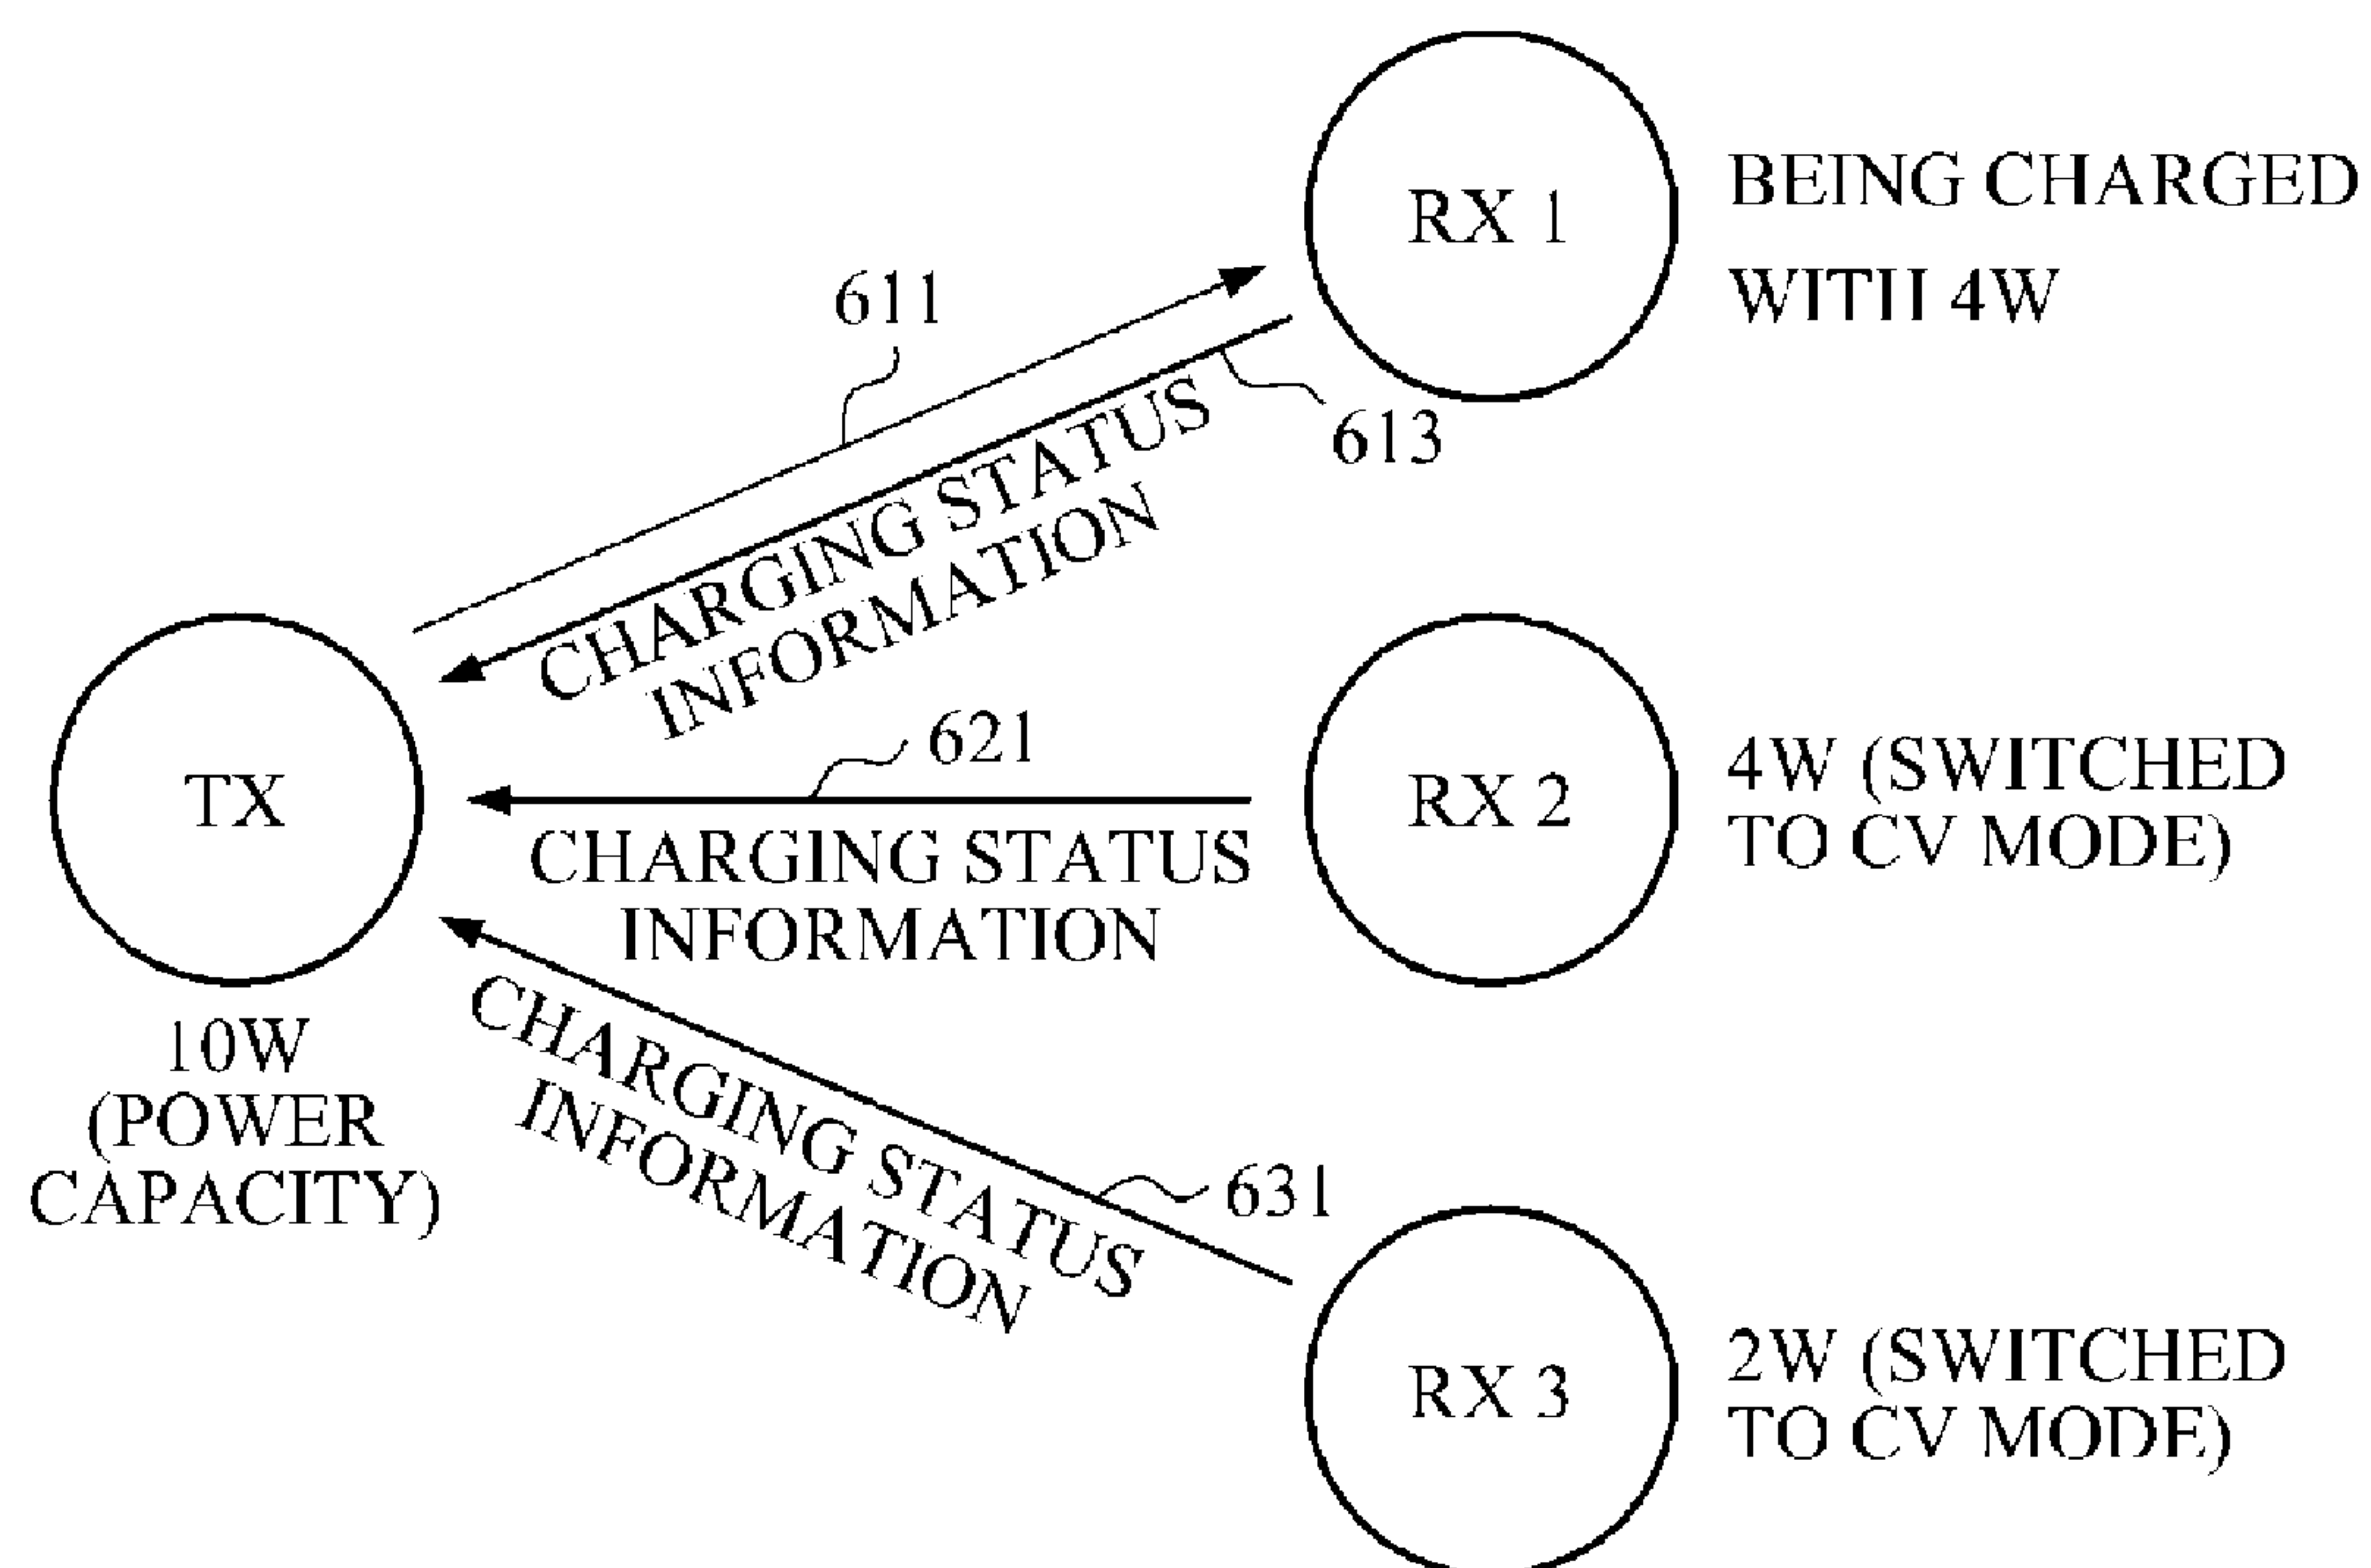 RX 1
BEING CHARGED
WITH 4W
611
613
CHARGING STATUS
INFORMATION
TX
10W
(POWER
CAPACITY)
621
CHARGING STATUS
INFORMATION
RX 2
4W (SWITCHED
TO CV MODE)
CHARGING STATUS
INFORMATION
631
RX 3
2W (SWITCHED
TO CV MODE)